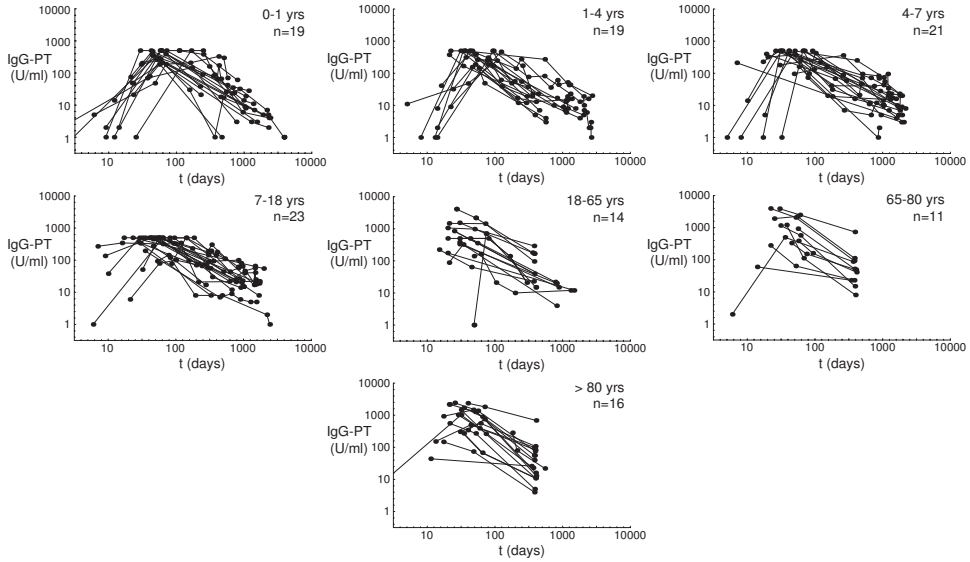 0-1 yrs
n=19
IgG-PT
(U/ml)
10000
1000
100
10
1
10 100 1000 10000
t (days)
1-4 yrs
n=19
IgG-PT
(U/ml)
10000
1000
100
10
1
10 100 1000 10000
t (days)
4-7 yrs
n=21
IgG-PT
(U/ml)
10000
1000
100
10
1
10 100 1000 10000
t (days)
7-18 yrs
n=23
IgG-PT
(U/ml)
10000
1000
100
10
1
10 100 1000 10000
t (days)
18-65 yrs
n=14
IgG-PT
(U/ml)
10000
1000
100
10
1
10 100 1000 10000
t (days)
65-80 yrs
n=11
IgG-PT
(U/ml)
10000
1000
100
10
1
10 100 1000 10000
t (days)
> 80 yrs
n=16
IgG-PT
(U/ml)
10000
1000
100
10
1
10 100 1000 10000
t (days)